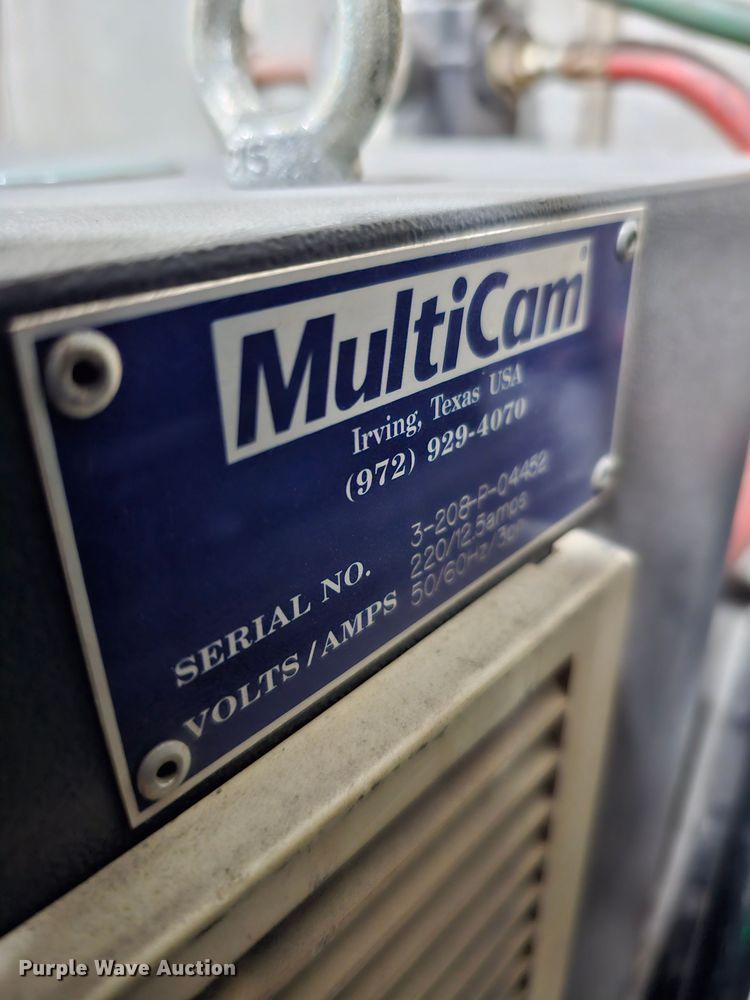 MultiCam
Irving, Texas USA
(972) 929-4070
SERIAL NO. 3-208-P-04452
VOLTS/AMPS 220/12.5amps
50/60Hz/3ph
Purple Wave Auction